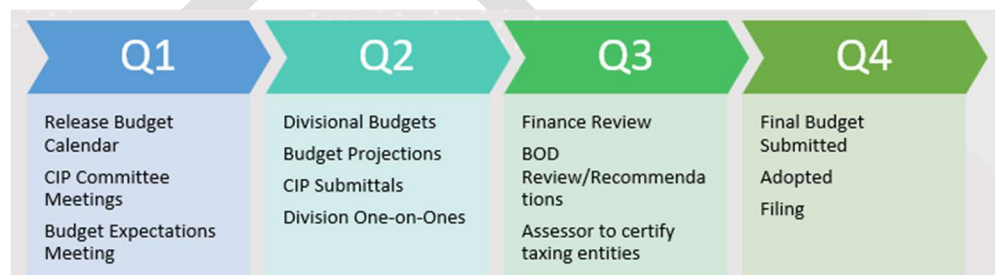 Q1
Release Budget
Calendar
CIP Committee
Meetings
Budget Expectations
Meeting
Q2
Divisional Budgets
Budget Projections
CIP Submittals
Division One-on-Ones
Q3
Finance Review
BOD
Review/Recommenda
tions
Assessor to certify
taxing entities
Q4
Final Budget
Submitted
Adopted
Filing